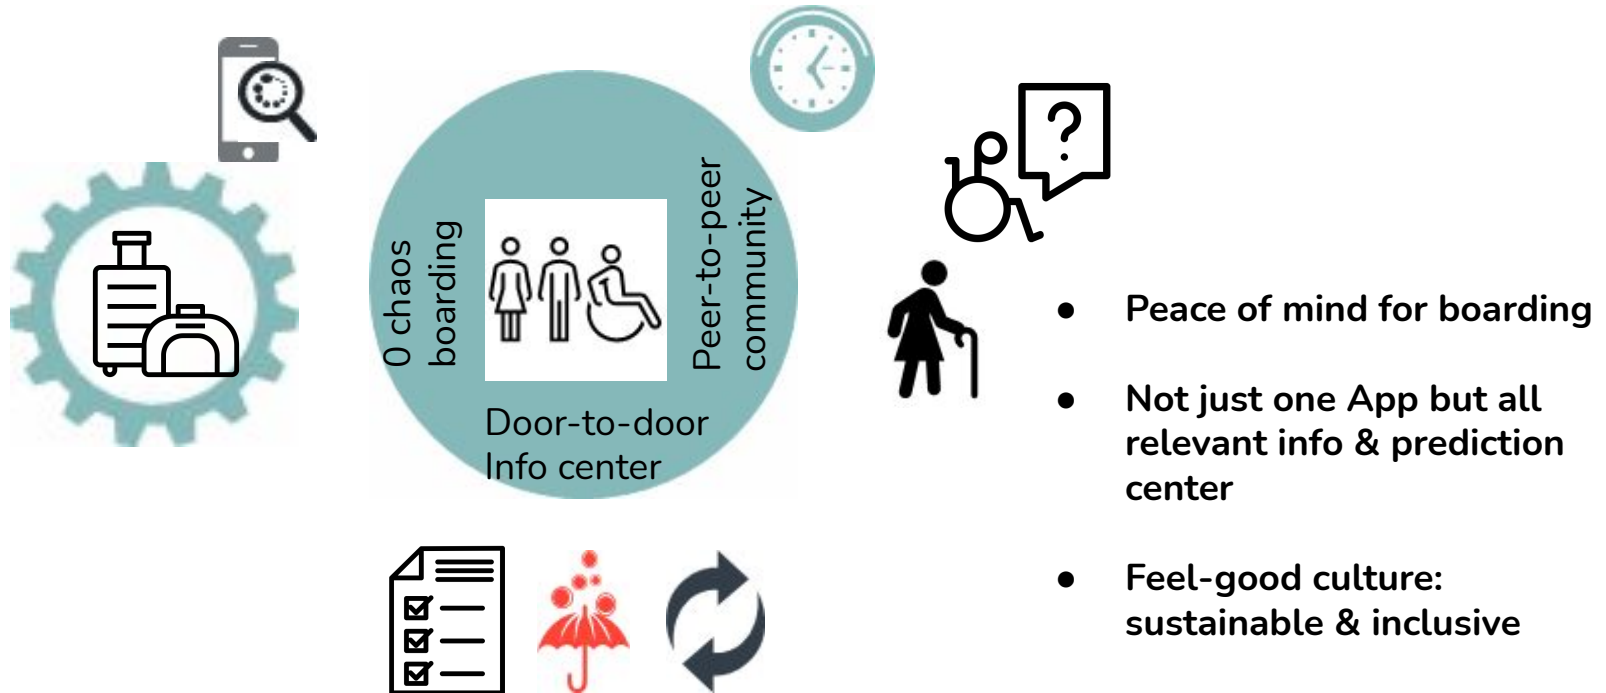 0 chaos
boarding
Peer-to-peer
community
Door-to-door
Info center
?
● Peace of mind for boarding
● Not just one App but all
relevant info & prediction
center
● Feel-good culture:
sustainable & inclusive